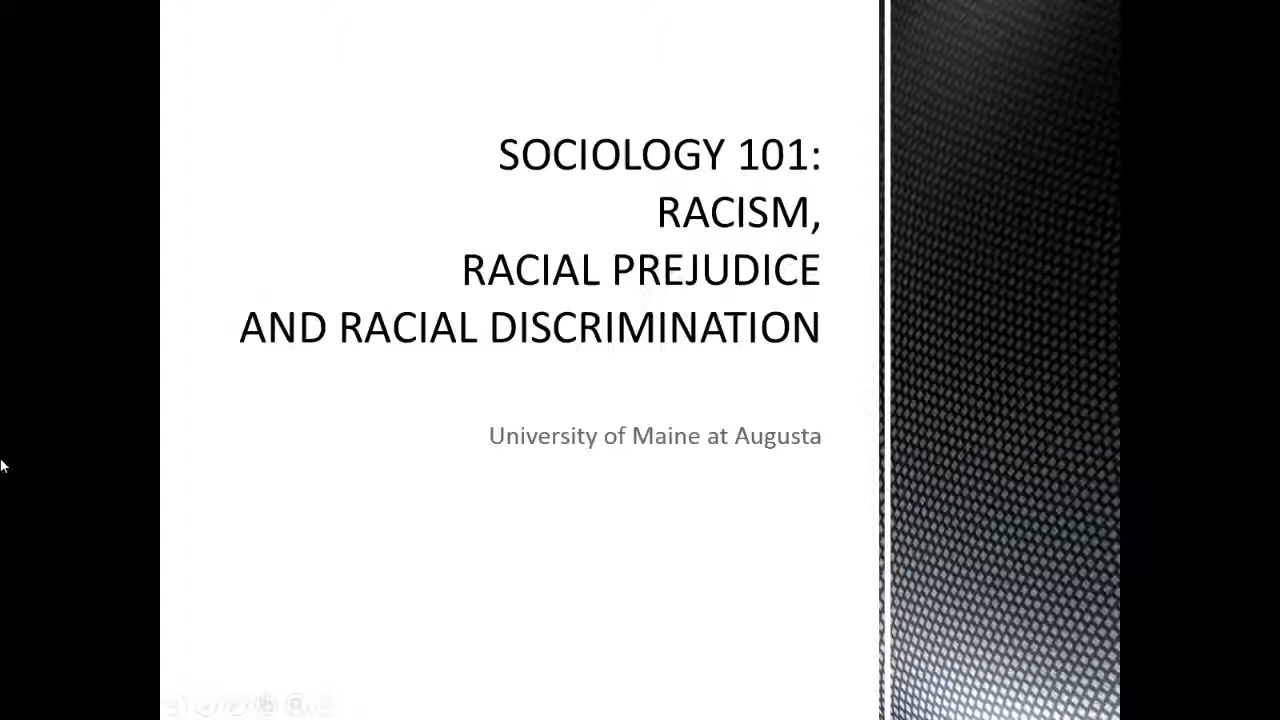 SOCIOLOGY 101:
RACISM,
RACIAL PREJUDICE
AND RACIAL DISCRIMINATION
University of Maine at Augusta